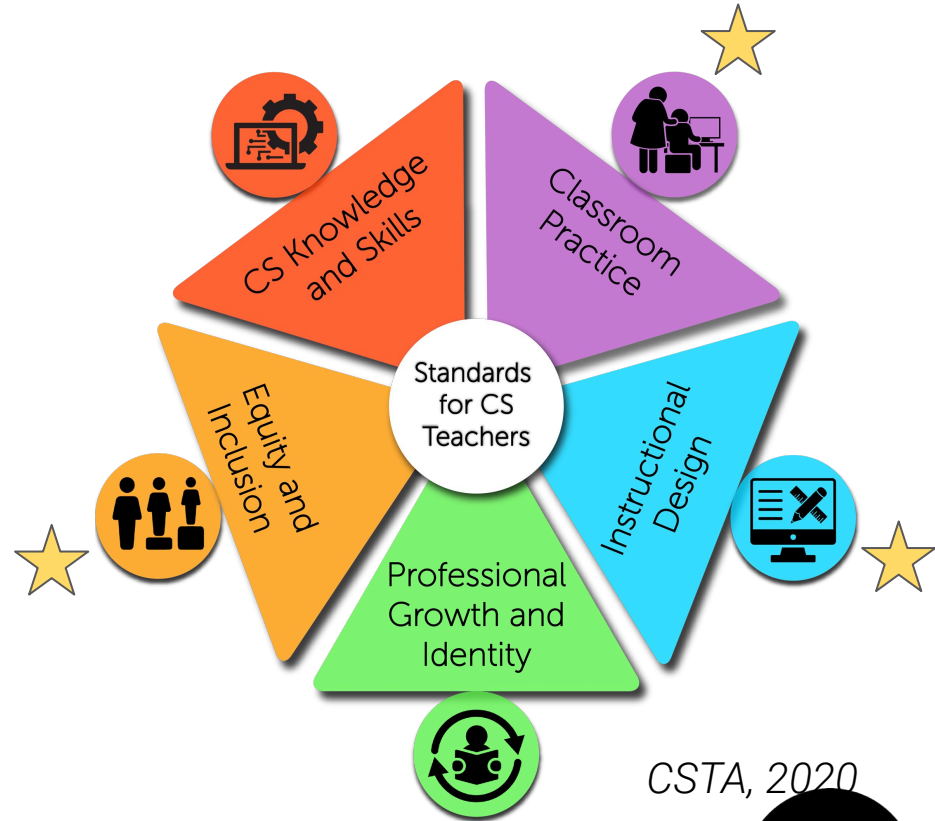 CS Knowledge
and Skills
Classroom
Practice
Standards
for CS
Teachers
Equity and
Inclusion
Instructional
Design
Professional
Growth and
Identity
CSTA, 2020